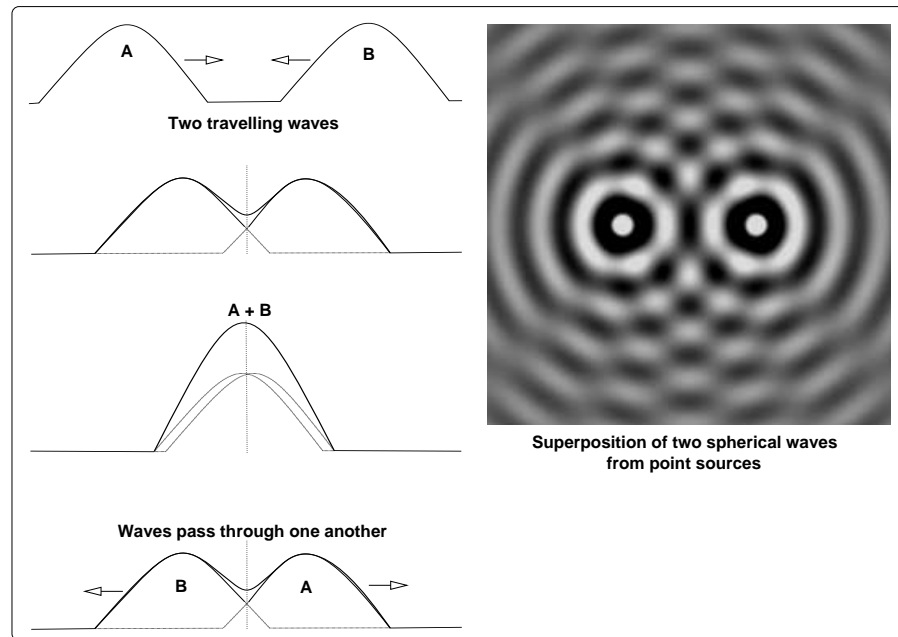 A
B
Two travelling waves
A + B
Waves pass through one another
B
A
Superposition of two spherical waves
from point sources